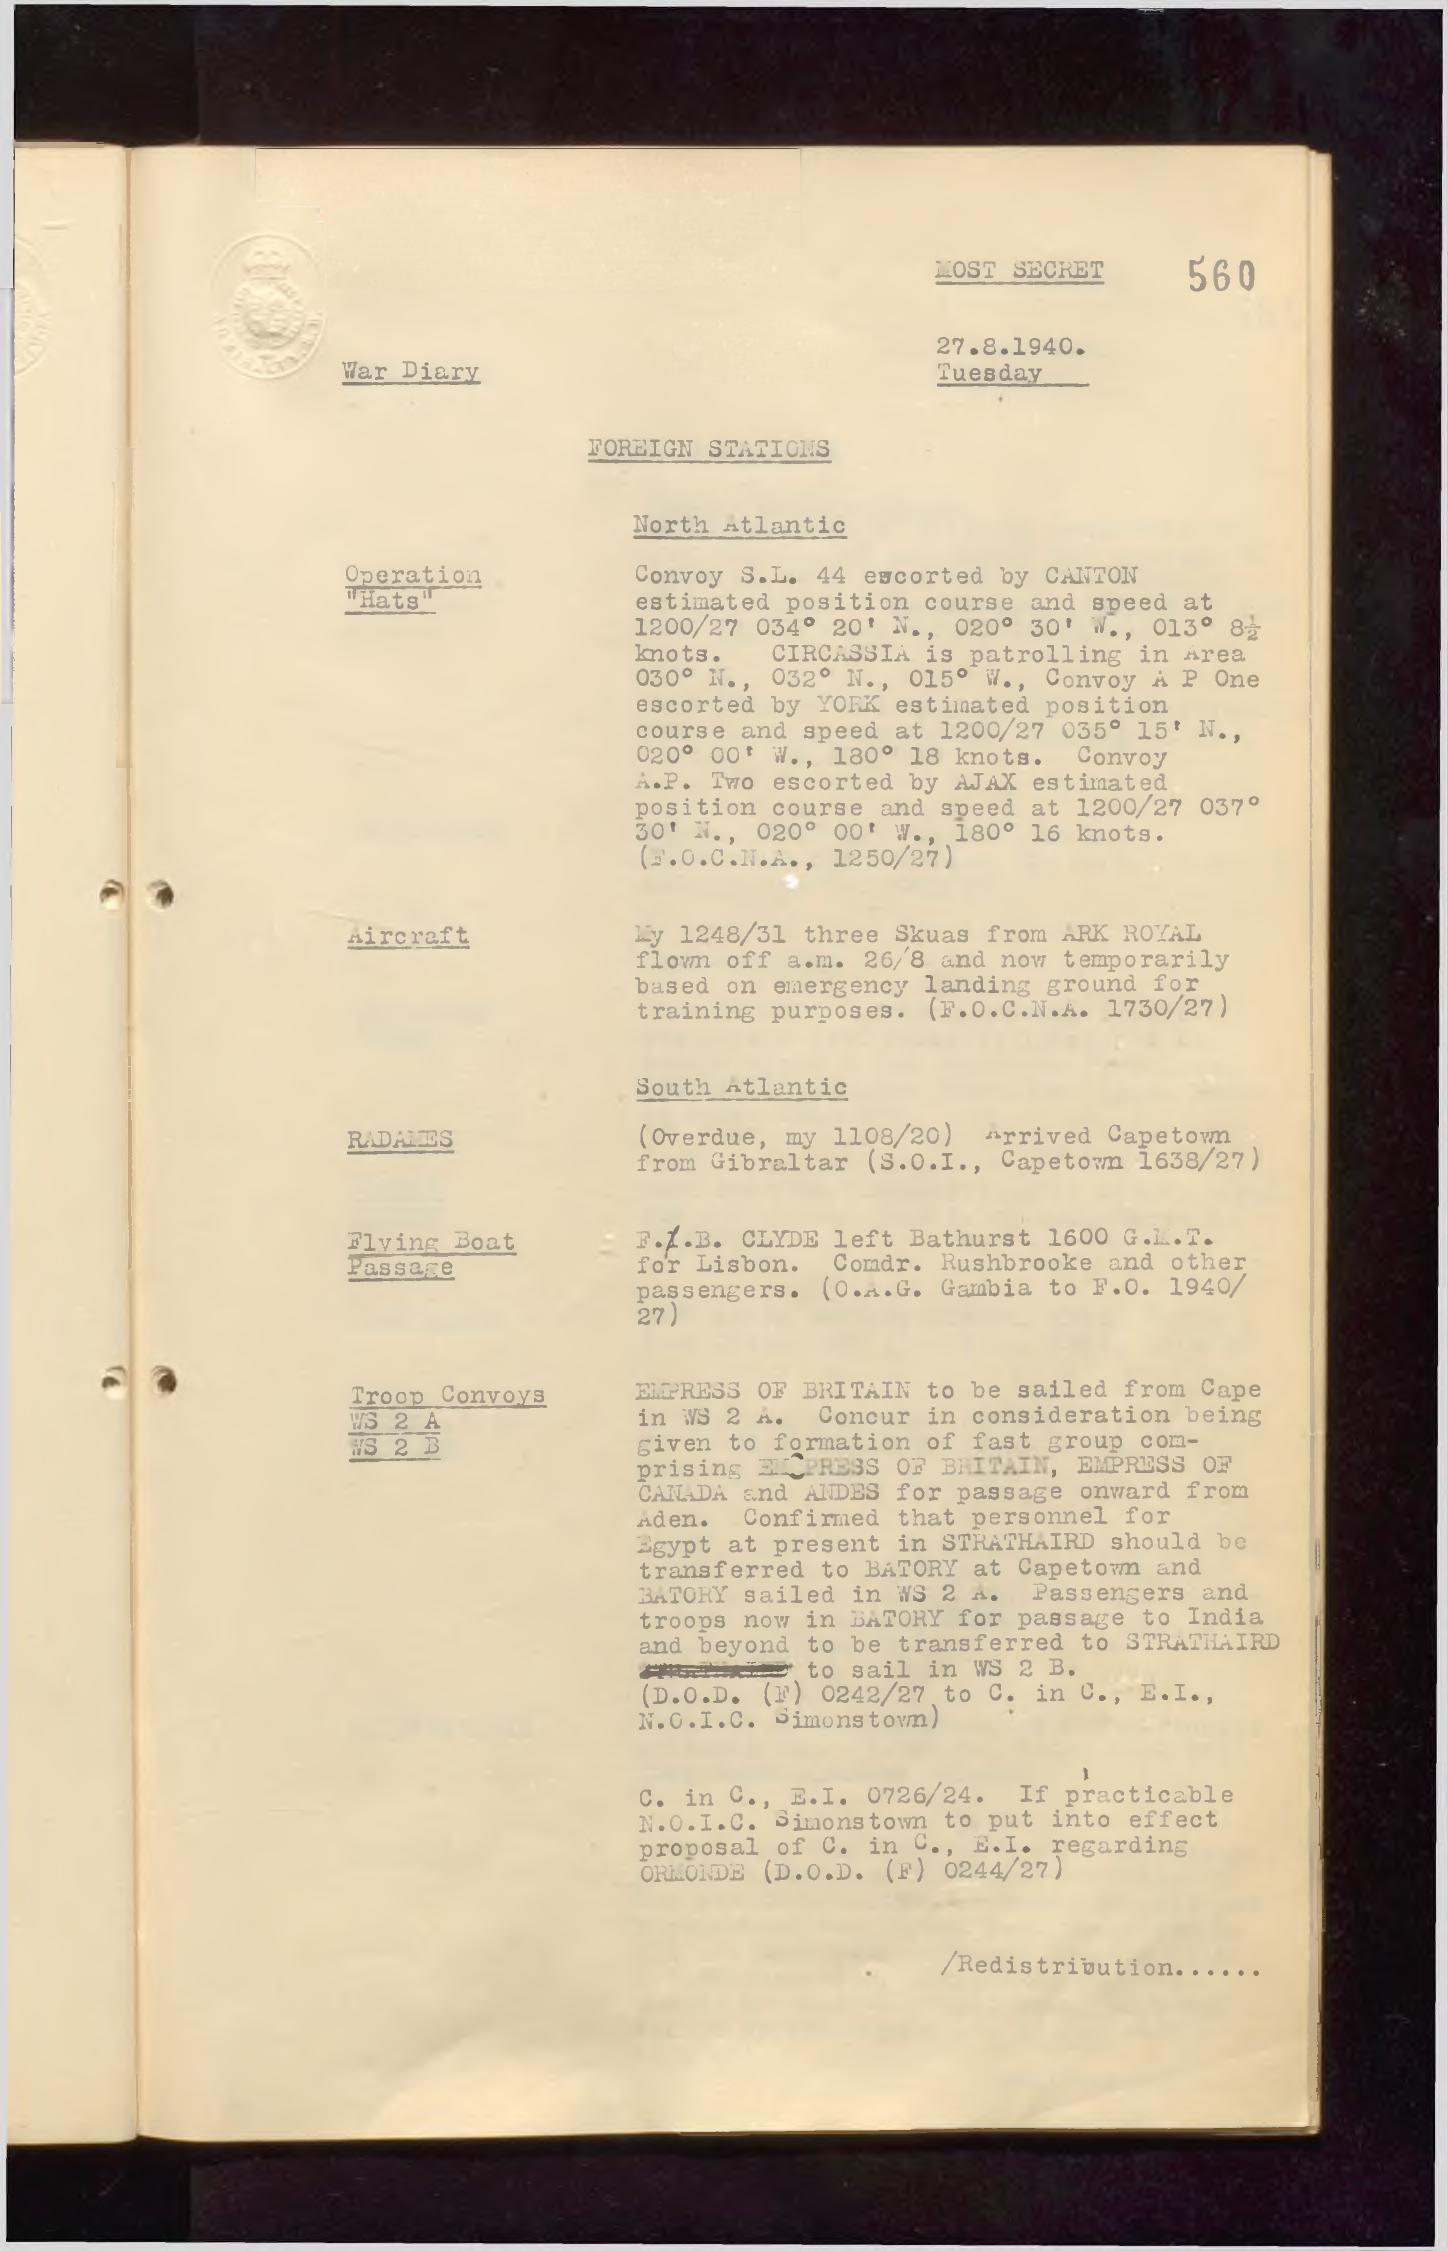 MOST SECRET 560
27.8.1940.
War Diary Tuesday
FOREIGN STATIONS
North Atlantic
Operation
"Hats"
Convoy S.L. 44 escorted by CANTON
estimated position course and speed at
1200/27 034° 20' N., 020° 30' W., 013° 8½
knots. CIRCASSIA is patrolling in Area
030° N., 032° N., 015° W., Convoy A P One
escorted by YORK estimated position
course and speed at 1200/27 035° 15' N.,
020° 00' W., 180° 18 knots. Convoy
A.P. Two escorted by AJAX estimated
position course and speed at 1200/27 037°
30' N., 020° 00' W., 180° 16 knots.
(F.O.C.N.A., 1250/27)
Aircraft
My 1248/31 three Skuas from ARK ROYAL
flown off a.m. 26/8 and now temporarily
based on emergency landing ground for
training purposes. (F.O.C.N.A. 1730/27)
South Atlantic
RADAMES
(Overdue, my 1108/20) Arrived Capetown
from Gibraltar (S.O.I., Capetown 1638/27)
Flying Boat
Passage
F..B. CLYDE left Bathurst 1600 G.M.T.
for Lisbon. Comdr. Rushbrooke and other
passengers. (O.A.G. Gambia to F.O. 1940/
27)
Troop Convoys
WS 2 A
WS 2 B
EMPRESS OF BRITAIN to be sailed from Cape
in WS 2 A. Concur in consideration being
given to formation of fast group com-
prising EMPRESS OF BRITAIN, EMPRESS OF
CANADA and ANDES for passage onward from
Aden. Confirmed that personnel for
Egypt at present in STRATHAIRD should be
transferred to BATORY at Capetown and
BATORY sailed in WS 2 A. Passengers and
troops now in BATORY for passage to India
and beyond to be transferred to STRATHAIRD
to sail in WS 2 B.
(D.O.D. (F) 0242/27 to C. in C., E.I.,
N.O.I.C. Simonstown)
C. in C., E.I. 0726/24. If practicable
N.O.I.C. Simonstown to put into effect
proposal of C. in C., E.I. regarding
ORMONDE (D.O.D. (F) 0244/27)
/Redistribution......